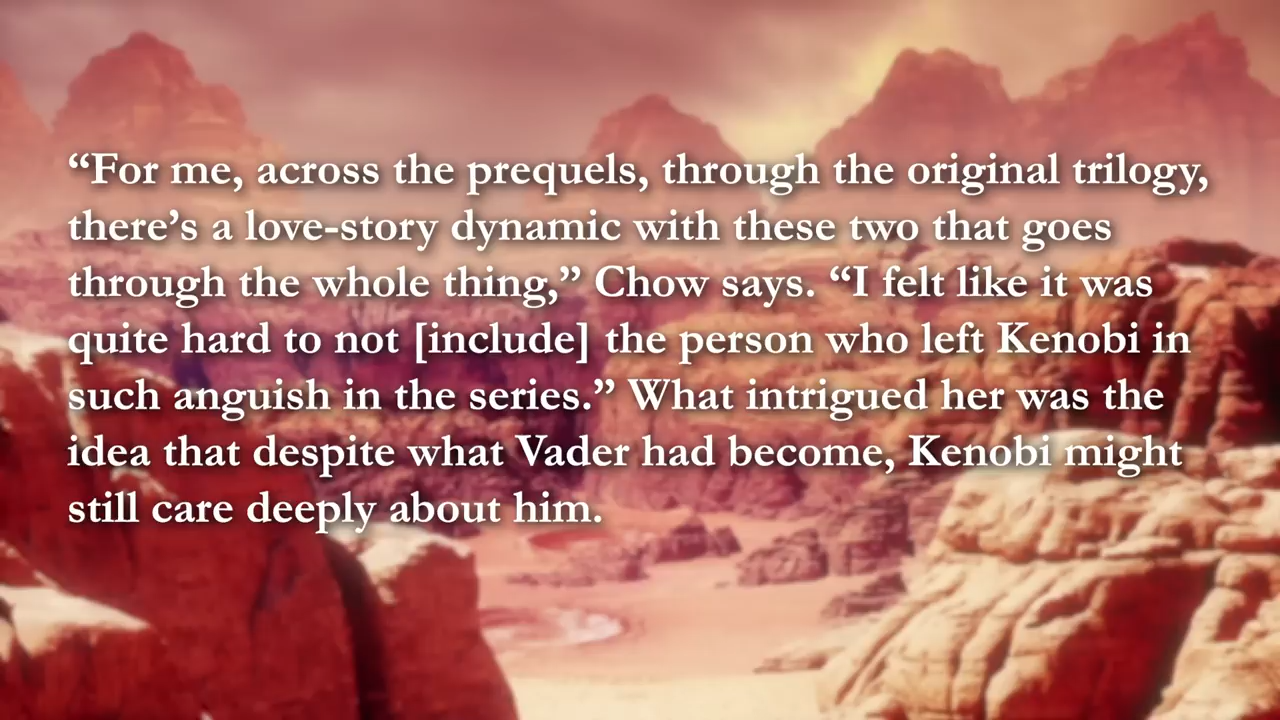 “For me, across the prequels, through the original trilogy,
there’s a love-story dynamic with these two that goes
through the whole thing,” Chow says. “I felt like it was
quite hard to not [include] the person who left Kenobi in
such anguish in the series.” What intrigued her was the
idea that despite what Vader had become, Kenobi might
still care deeply about him.